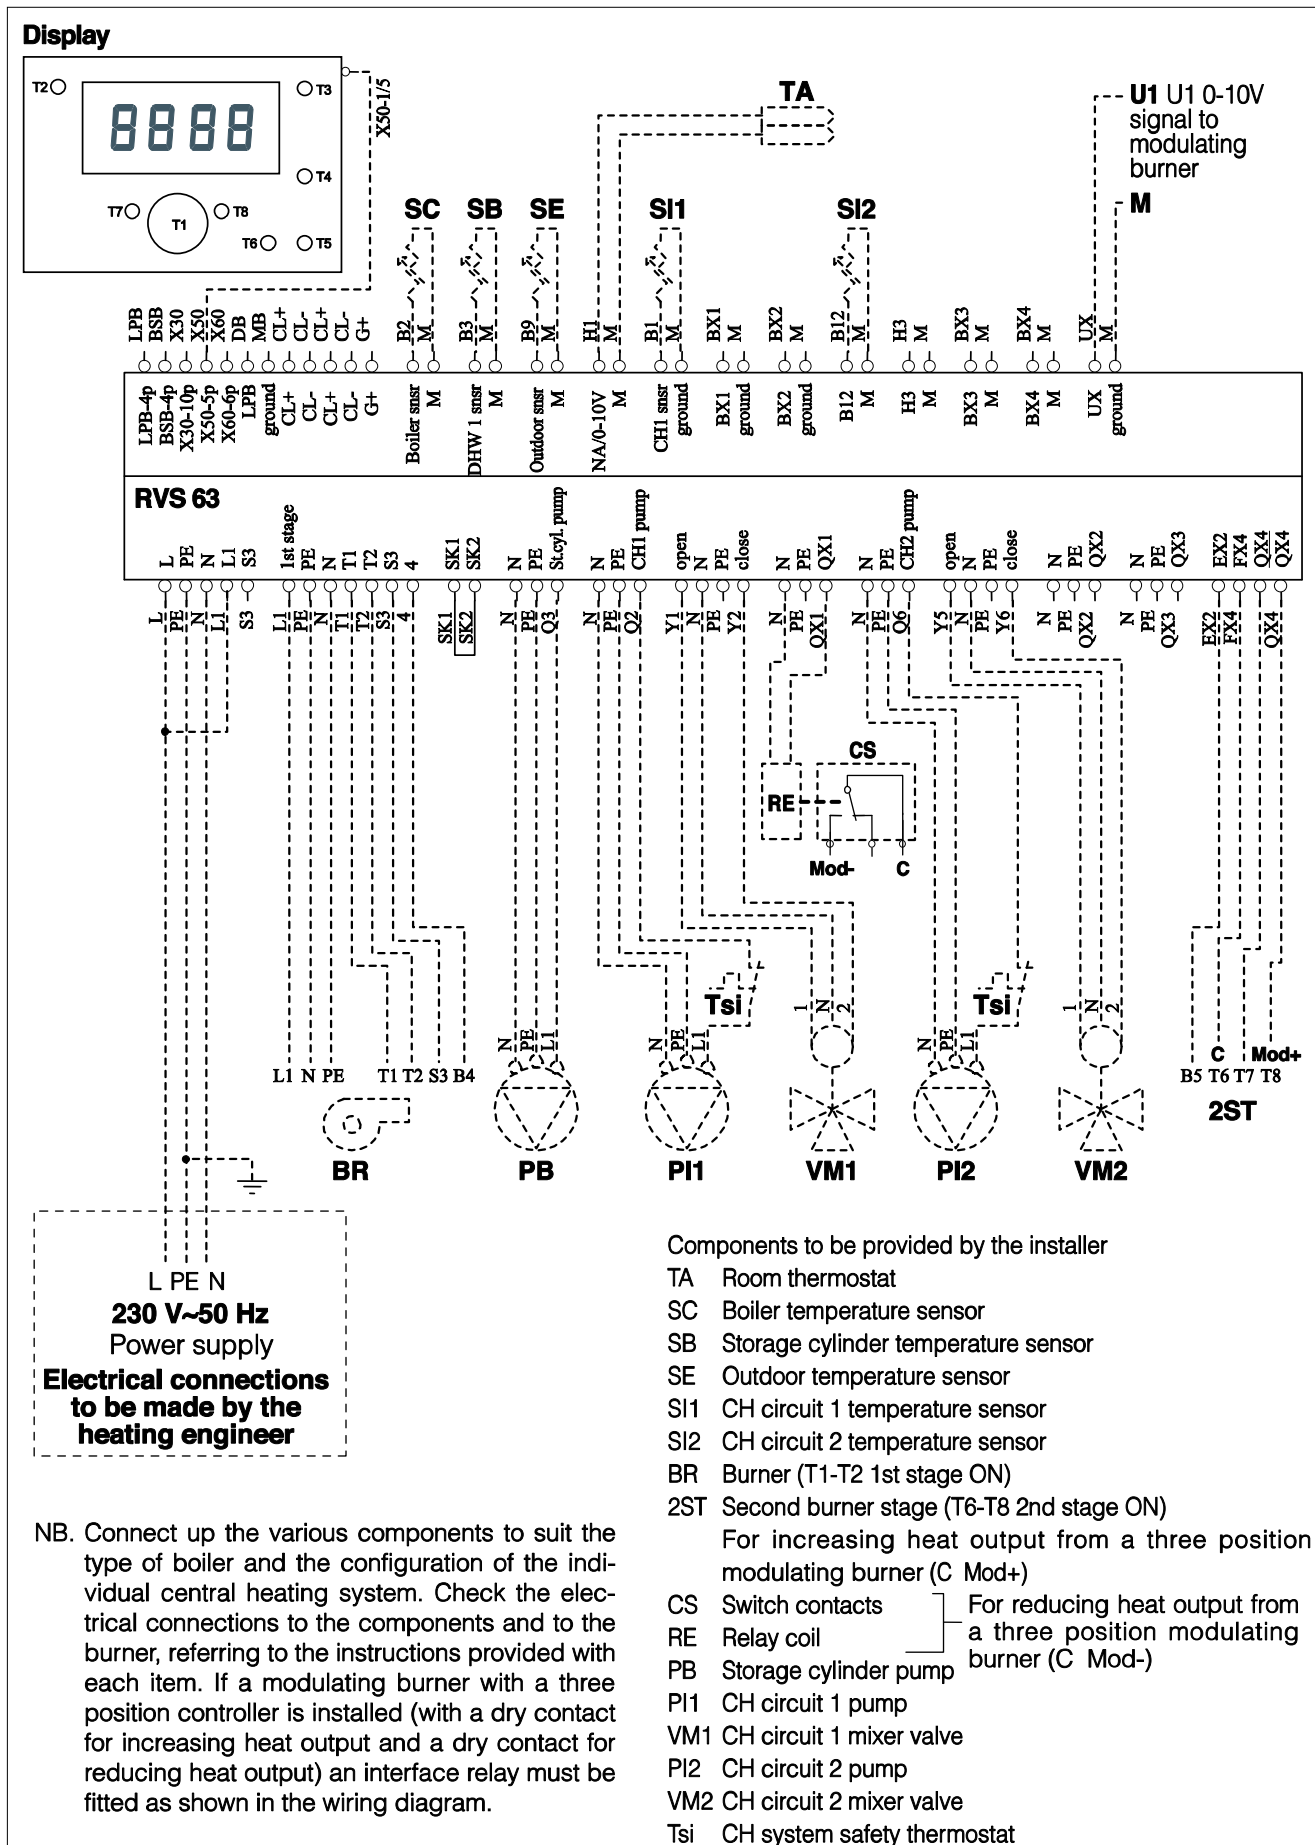 Display
T2
T3
X50-1/5
T4
T7
T1
T8
T6
T5
TA
U1 U1 0-10V
signal to
modulating
burner
M
SC SB SE SI1 SI2
LPB BSB X30 X50 X60 DB MB CL+ CL- CL+ CL- G+ B2 M B3 M B9 M H1 M B1 M BX1 M BX2 M B12 M H3 M BX3 M BX4 M UX M
LPB-4p BSB-4p X30-10p X50-5p X60-6p LPB ground CL+ CL- CL+ CL- G+ Boiler snsr M DHW 1 snsr M Outdoor snsr M NA/0-10V M CH1 snsr ground BX1 ground BX2 ground B12 M H3 M BX3 M BX4 M UX ground
RVS 63
L PE N L1 S3 1st stage PE N T1 T2 S3 4 SK1 SK2 N PE St.cyl. pump N PE CH1 pump open N PE close N PE QX1 N PE CH2 pump open N PE close N PE QX2 N PE QX3 EX2 FX4 QX4 QX4
L PE N L1 S3 L1 PE N T1 T2 S3 4 SK1 SK2 N PE Q3 N PE Q2 Y1 N PE Y2 N PE QX1 N PE Q6 Y5 N PE Y6 N PE QX2 N PE QX3 EX2 FX4 QX4
CS
RE
Mod- C
Tsi Tsi
1 N 2 1 N 2
N PE L1 N PE L1 N PE L1
C Mod+
L1 N PE T1 T2 S3 B4 B5 T6 T7 T8
2ST
BR PB PI1 VM1 PI2 VM2
L PE N
230 V~50 Hz
Power supply
Electrical connections
to be made by the
heating engineer
NB. Connect up the various components to suit the
type of boiler and the configuration of the indi-
vidual central heating system. Check the elec-
trical connections to the components and to the
burner, referring to the instructions provided with
each item. If a modulating burner with a three
position controller is installed (with a dry contact
for increasing heat output and a dry contact for
reducing heat output) an interface relay must be
fitted as shown in the wiring diagram.
Components to be provided by the installer
TA Room thermostat
SC Boiler temperature sensor
SB Storage cylinder temperature sensor
SE Outdoor temperature sensor
SI1 CH circuit 1 temperature sensor
SI2 CH circuit 2 temperature sensor
BR Burner (T1-T2 1st stage ON)
2ST Second burner stage (T6-T8 2nd stage ON)
For increasing heat output from a three position
modulating burner (C Mod+)
CS Switch contacts
RE Relay coil
For reducing heat output from
a three position modulating
burner (C Mod-)
PB Storage cylinder pump
PI1 CH circuit 1 pump
VM1 CH circuit 1 mixer valve
PI2 CH circuit 2 pump
VM2 CH circuit 2 mixer valve
Tsi CH system safety thermostat